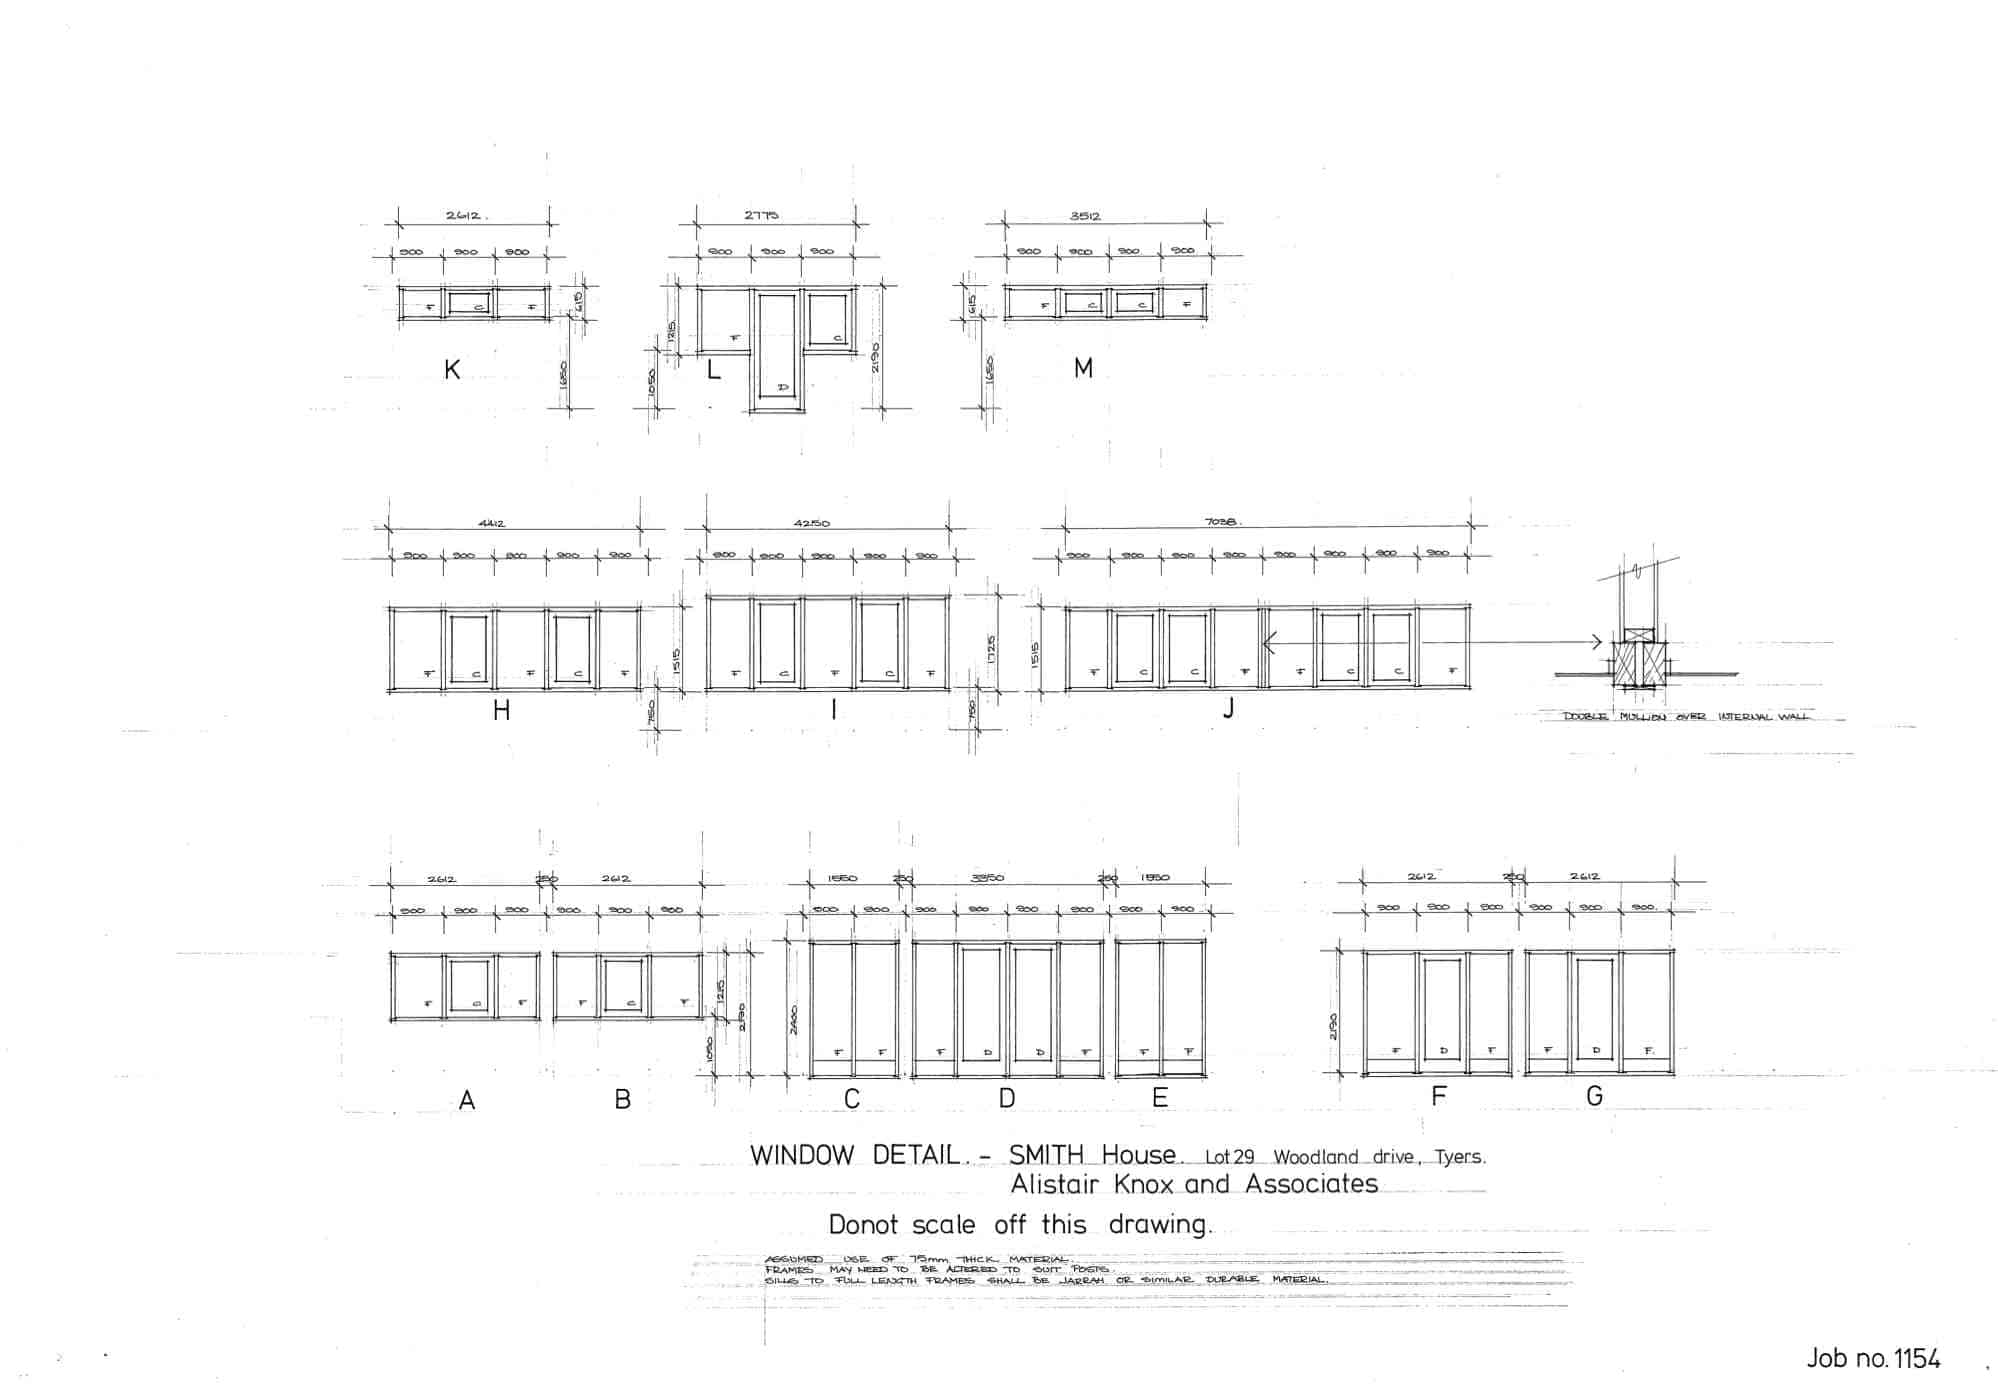 2612. 2775 3512
900 900 900 900 900 900 900 900 900 900
F C F 615 1215 F C 2190 615 F C C F
D
K 1650 1050 L 1650 M
4412 4250 7038.
900 900 900 900 900 900 900 900 900 900 900 900 900 900 900 900 900 900
F C F C F 1515 F C F C F 1725 1515 F C C F F C C F
H 750 I 750 J
DOUBLE MULLION OVER INTERNAL WALL
2612 250 2612 1550 250 3350 250 1550 2612 250 2612
900 900 900 900 900 900 900 900 900 900 900 900 900 900 900 900 900 900 900 900
F C F F C F 1215 2190 1050 2400 F F F D D F F F 2190 F D F F D F.
A B C D E F G
WINDOW DETAIL. - SMITH House. Lot 29 Woodland drive, Tyers.
Alistair Knox and Associates
Donot scale off this drawing.
ASSUMED USE OF 75mm THICK MATERIAL.
FRAMES MAY NEED TO BE ALTERED TO SUIT POSTS.
SILLS TO FULL LENGTH FRAMES SHALL BE JARRAH OR SIMILAR DURABLE MATERIAL.
Job no. 1154